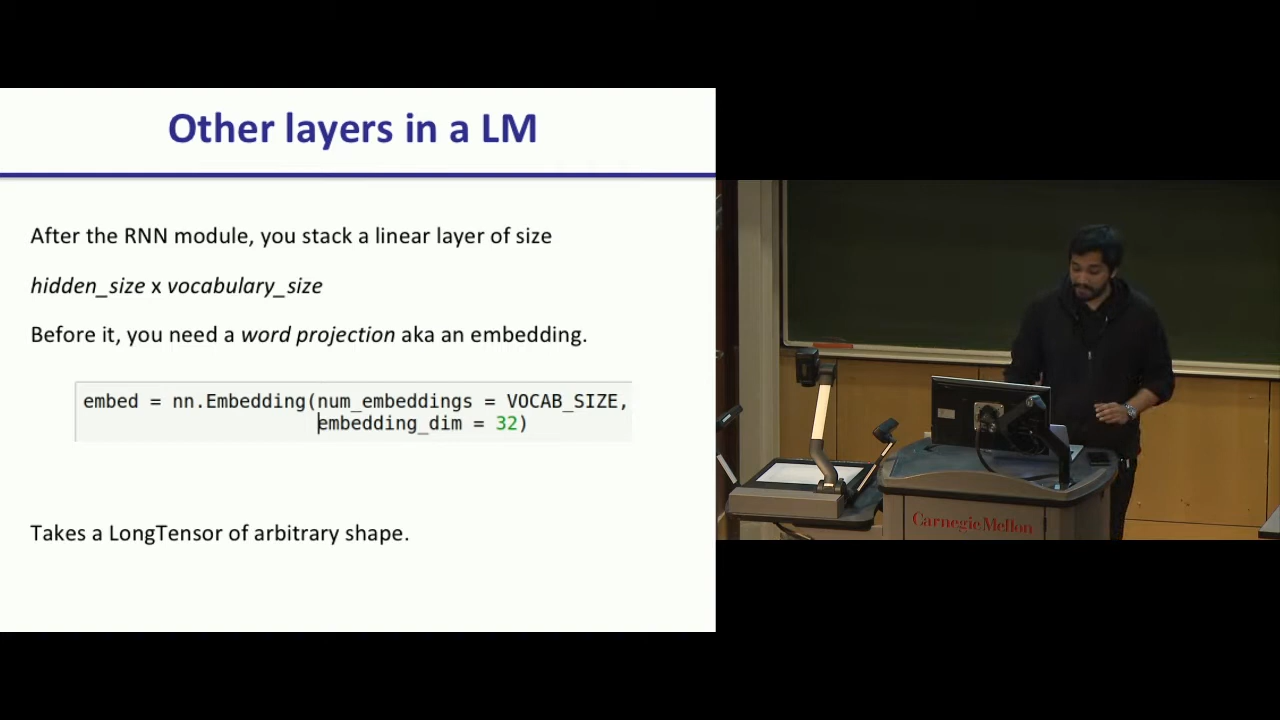 Other layers in a LM
After the RNN module, you stack a linear layer of size
hidden_size x vocabulary_size
Before it, you need a word projection aka an embedding.
embed = nn.Embedding(num_embeddings = VOCAB_SIZE,
embedding_dim = 32)
Takes a LongTensor of arbitrary shape.
Carnegie Mellon